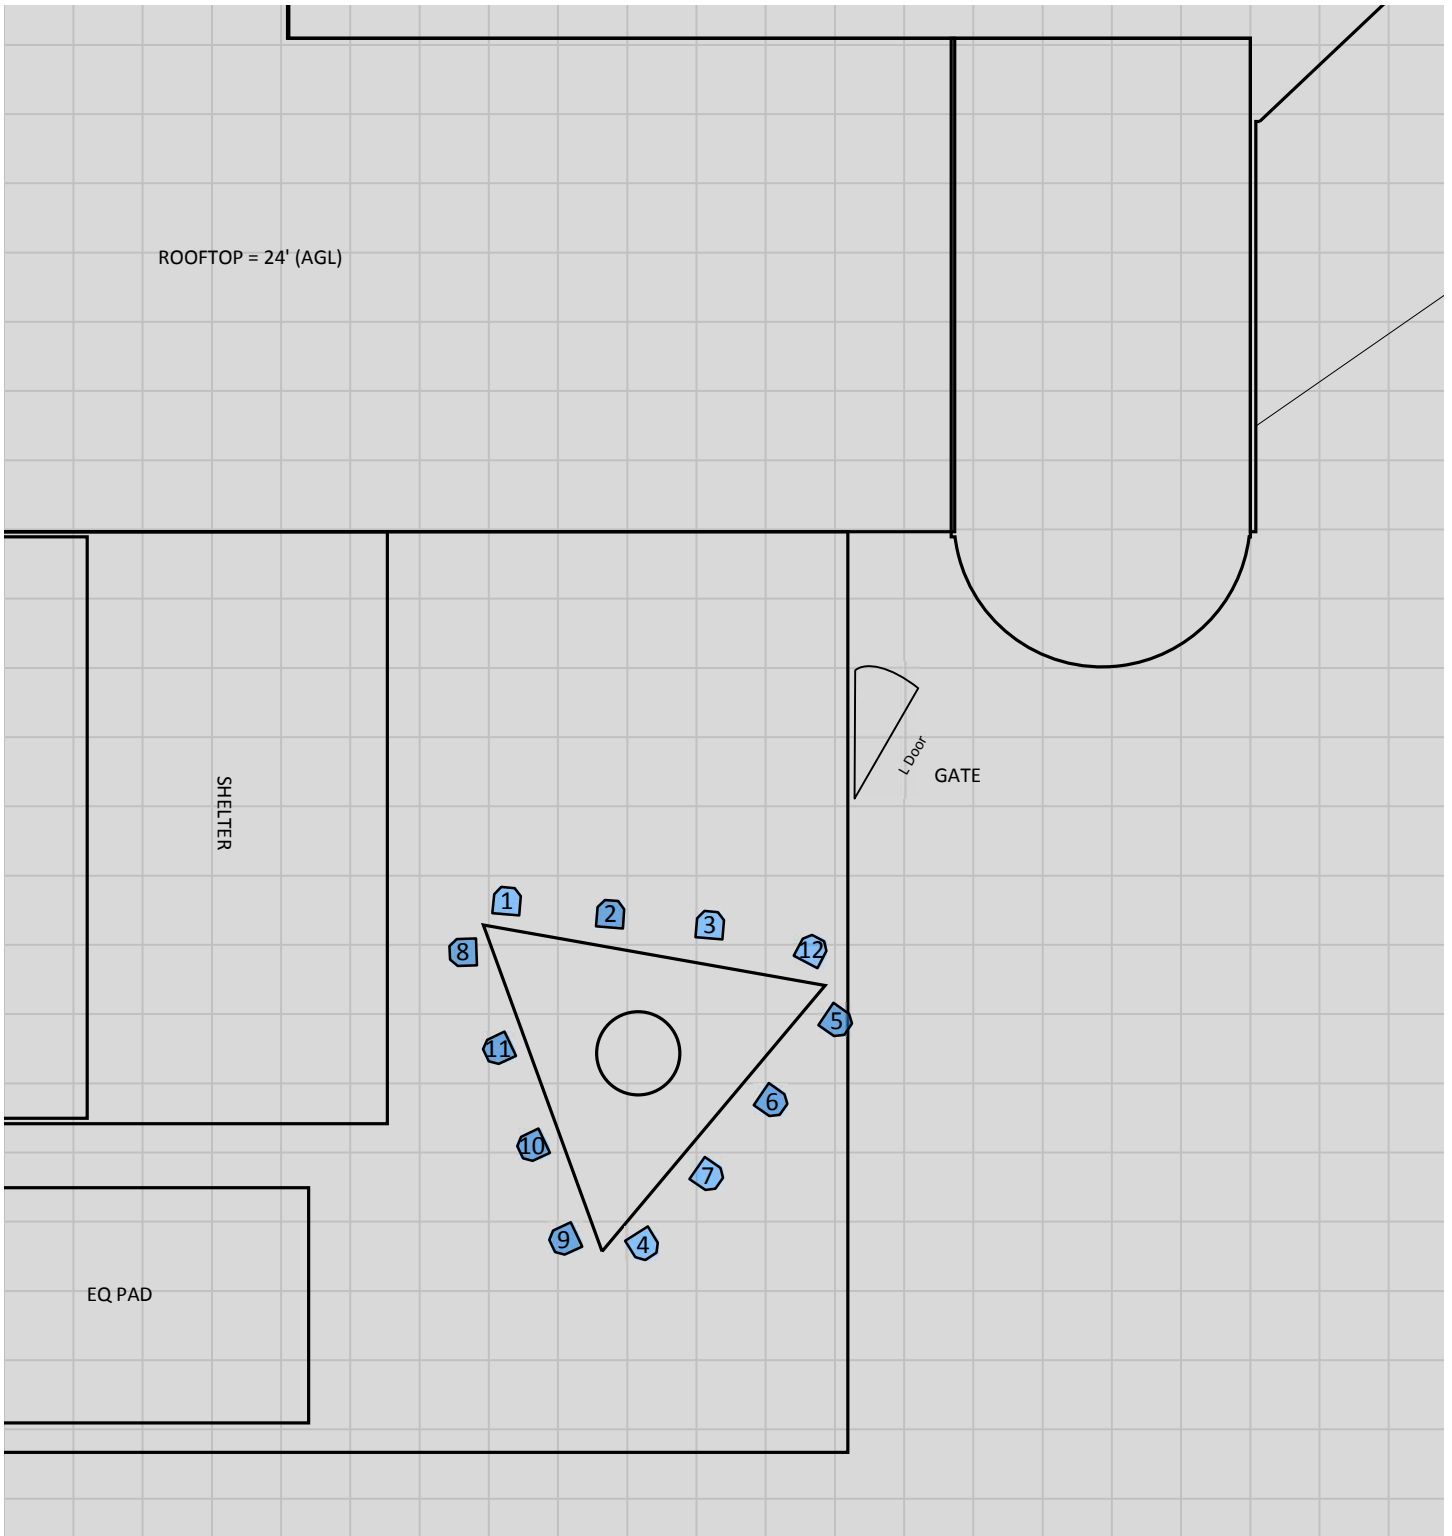 ROOFTOP = 24' (AGL)
L Door
GATE
SHELTER
1
2
3
12
8
5
11
6
10
7
9
4
EQ PAD